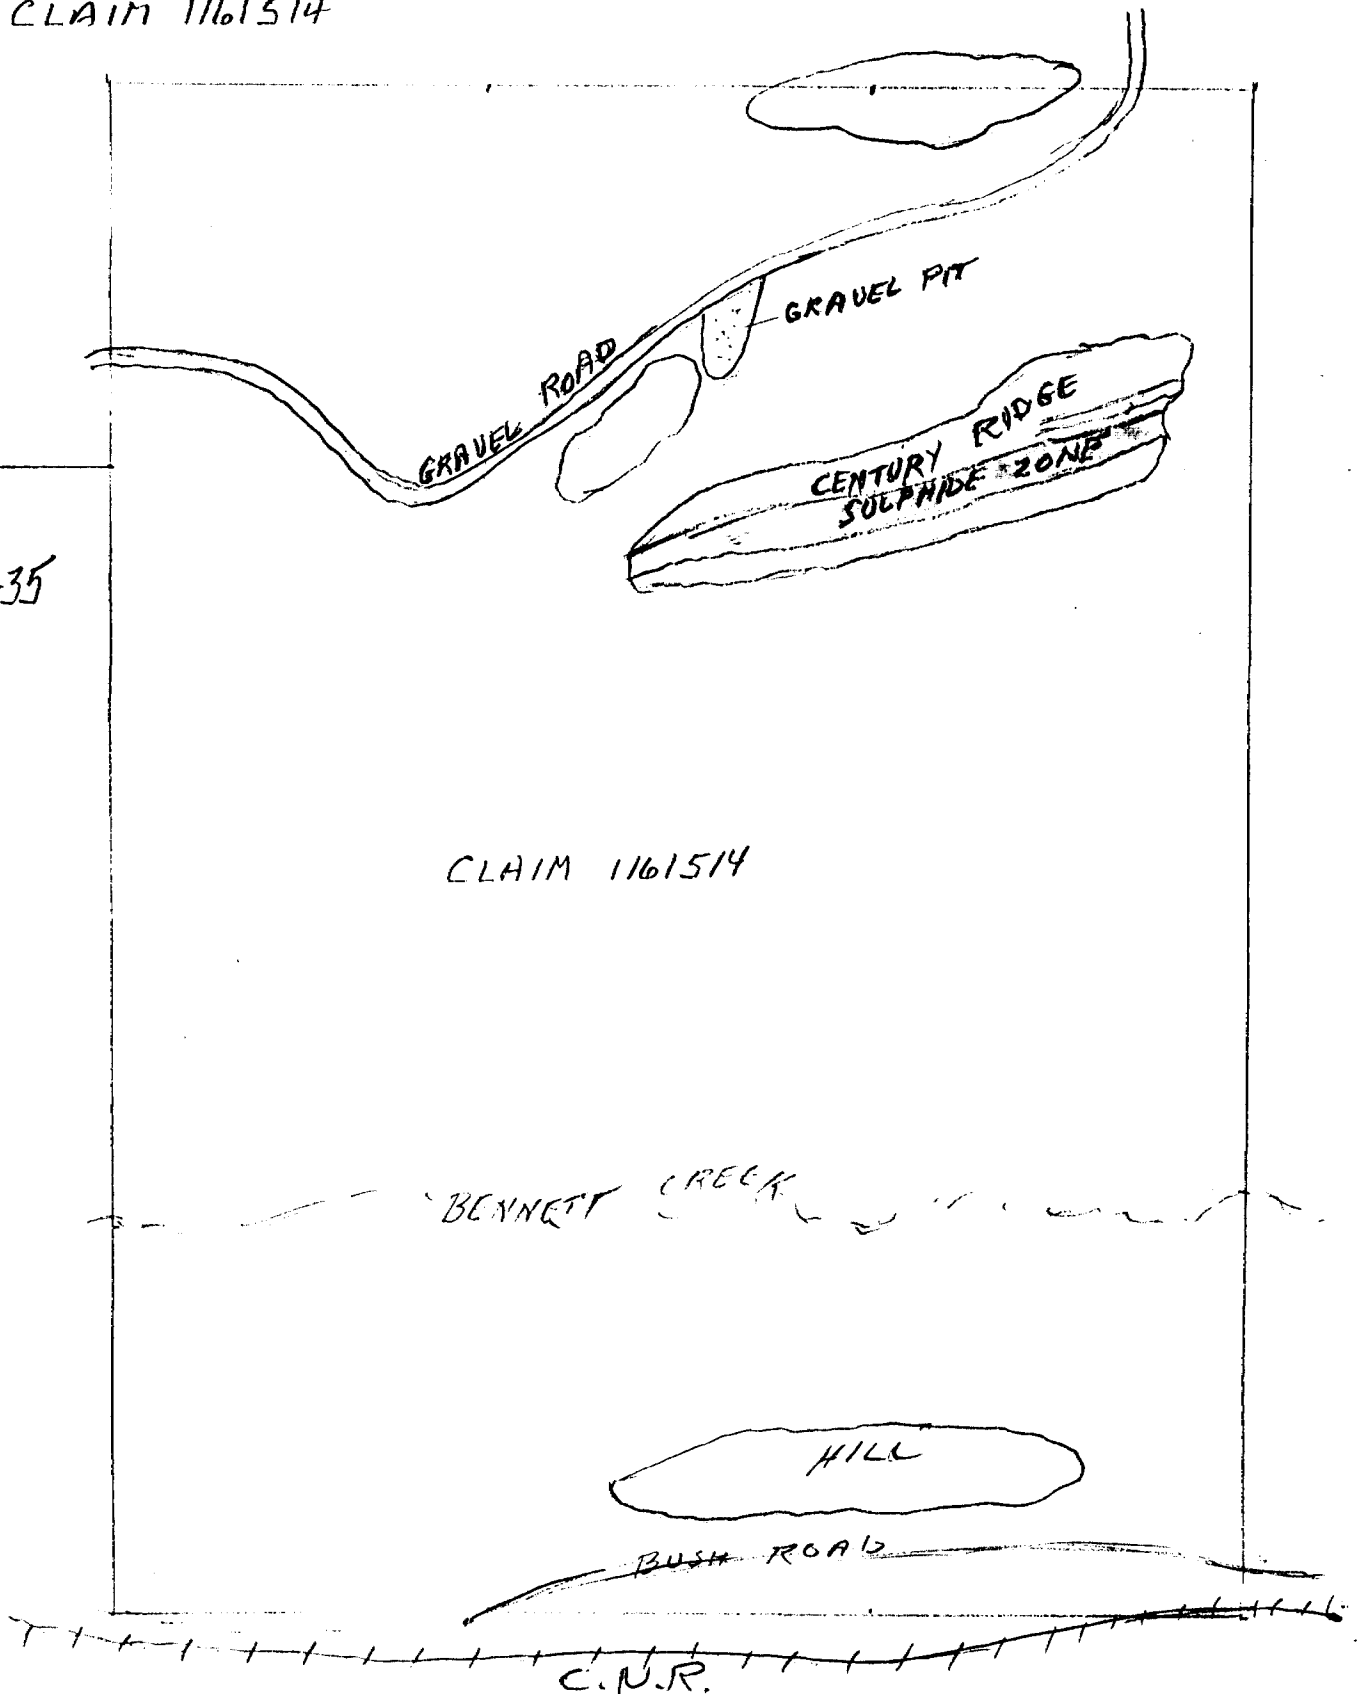 CLAIM 1161514
GRAVEL PIT
GRAVEL ROAD
CENTURY RIDGE
SULPHIDE ZONE
35
CLAIM 1161514
BENNETT CREEK
HILL
BUSH ROAD
C.N.R.